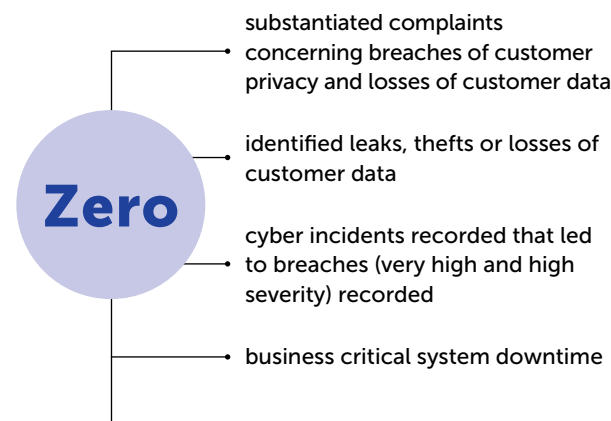 substantiated complaints
concerning breaches of customer
privacy and losses of customer data
identified leaks, thefts or losses of
customer data
Zero
cyber incidents recorded that led
to breaches (very high and high
severity) recorded
business critical system downtime